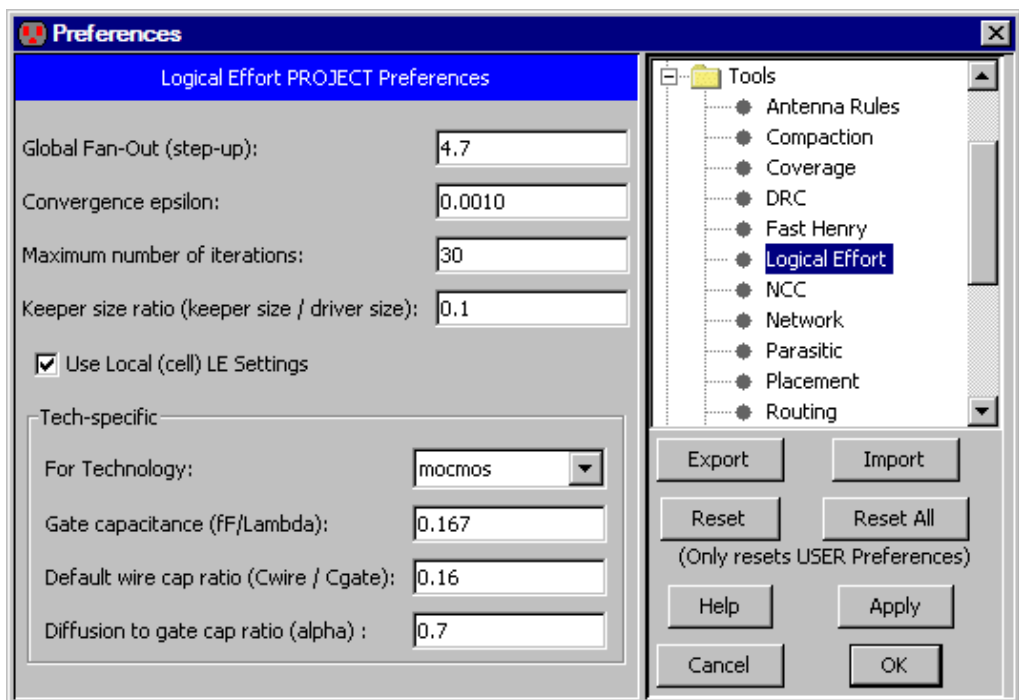 Preferences
Logical Effort PROJECT Preferences
Global Fan-Out (step-up): 4.7
Convergence epsilon: 0.0010
Maximum number of iterations: 30
Keeper size ratio (keeper size / driver size): 0.1
Use Local (cell) LE Settings
Tech-specific
For Technology: mocmos
Gate capacitance (fF/Lambda): 0.167
Default wire cap ratio (Cwire / Cgate): 0.16
Diffusion to gate cap ratio (alpha) : 0.7
Tools
Antenna Rules
Compaction
Coverage
DRC
Fast Henry
Logical Effort
NCC
Network
Parasitic
Placement
Routing
Export Import
Reset Reset All
(Only resets USER Preferences)
Help Apply
Cancel OK